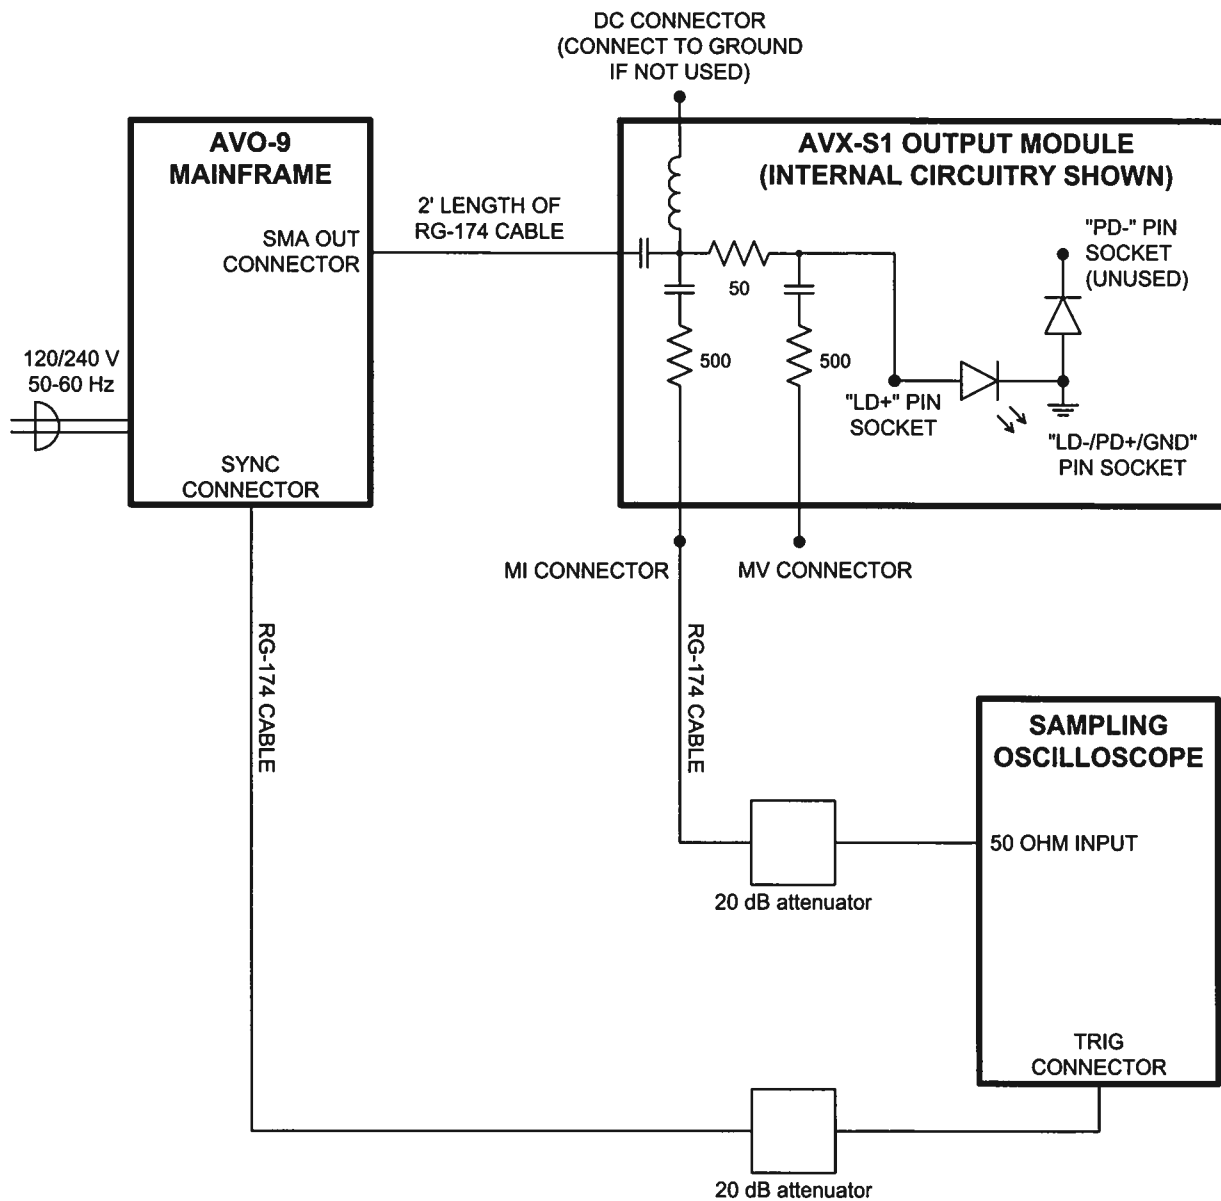 DC CONNECTOR
(CONNECT TO GROUND
IF NOT USED)
AVO-9
MAINFRAME
AVX-S1 OUTPUT MODULE
(INTERNAL CIRCUITRY SHOWN)
2' LENGTH OF
RG-174 CABLE
SMA OUT
CONNECTOR
"PD-" PIN
SOCKET
(UNUSED)
50
120/240 V
50-60 Hz
500
500
"LD+" PIN
SOCKET
"LD-/PD+/GND"
PIN SOCKET
SYNC
CONNECTOR
MI CONNECTOR
MV CONNECTOR
RG-174 CABLE
RG-174 CABLE
SAMPLING
OSCILLOSCOPE
50 OHM INPUT
20 dB attenuator
TRIG
CONNECTOR
20 dB attenuator